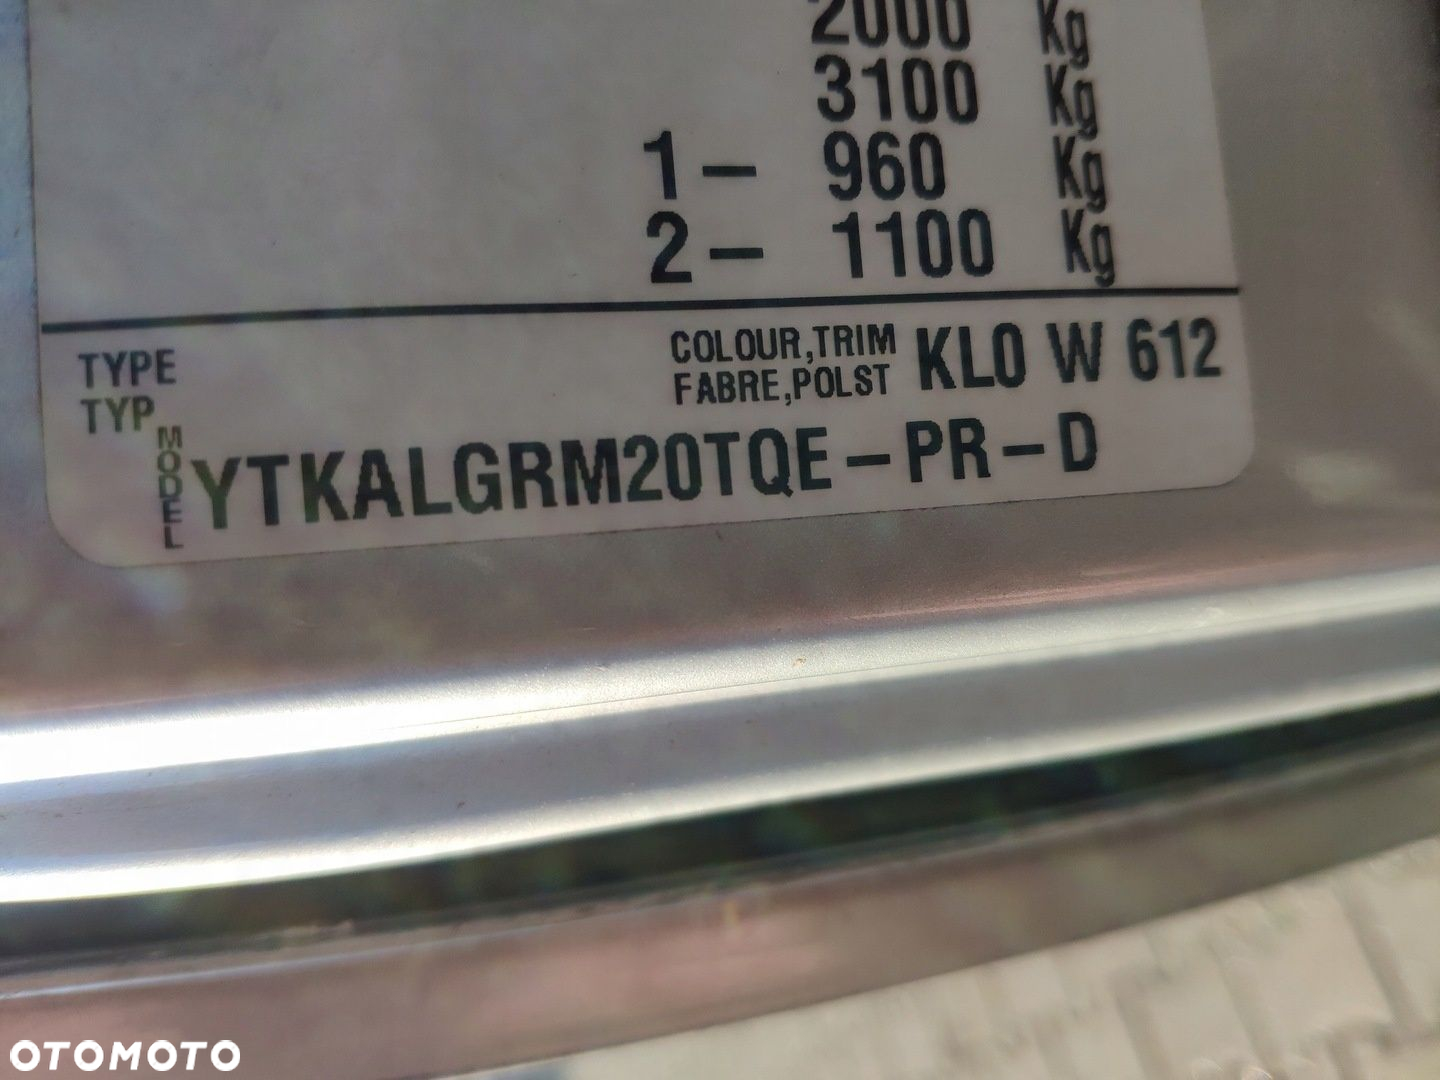 2000 Kg
3100 Kg
1- 960 Kg
2- 1100 Kg
TYPE
TYP
COLOUR,TRIM
FABRE,POLST
KL0 W 612
MODEL
YTKALGRM20TQE-PR-D
OTOMOTO